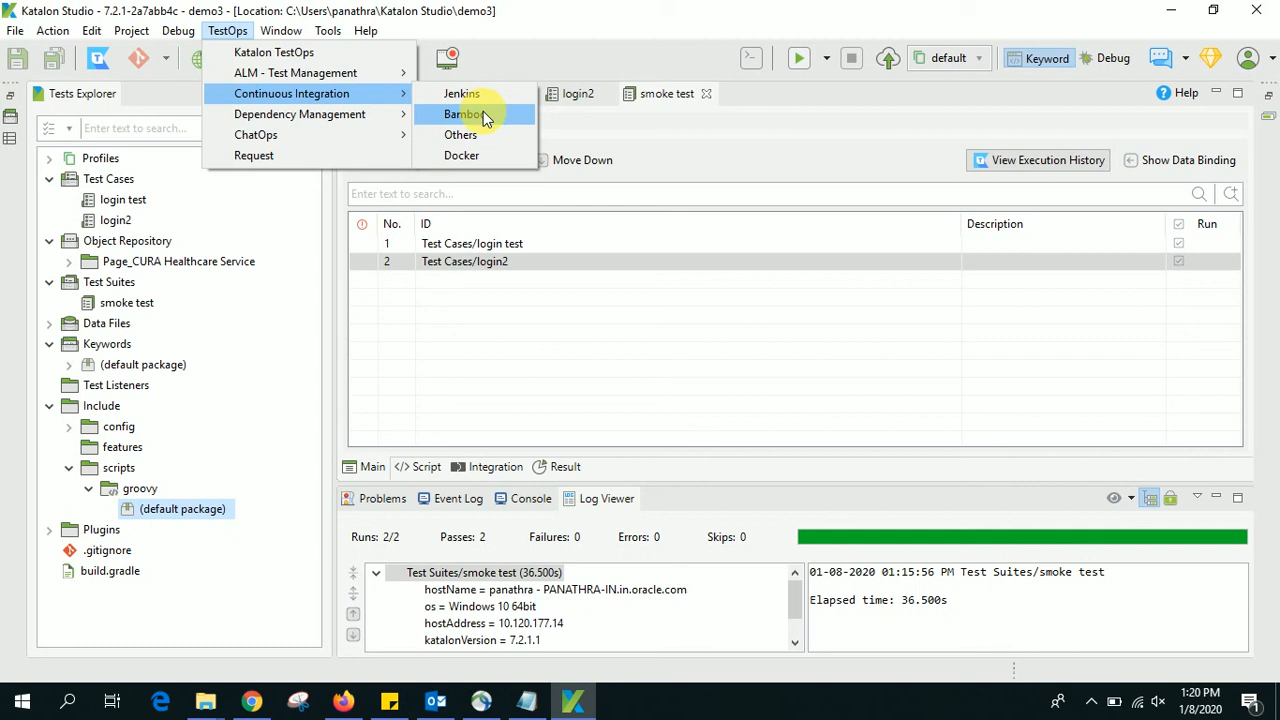 Katalon Studio - 7.2.1-2a7abb4c - demo3 - [Location: C:\Users\panathra\Katalon Studio\demo3]
File Action Edit Project Debug TestOps Window Tools Help
Katalon TestOps
ALM - Test Management
Continuous Integration
Dependency Management
ChatOps
Request
Jenkins
Others
Docker
default
Keyword
Debug
Tests Explorer
Enter text to search...
login2
smoke test
Help
Move Down
View Execution History
Show Data Binding
Enter text to search...
No. ID Description Run
1 Test Cases/login test
2 Test Cases/login2
Profiles
Test Cases
login test
login2
Object Repository
Page_CURA Healthcare Service
Test Suites
smoke test
Data Files
Keywords
(default package)
Test Listeners
Include
config
features
scripts
groovy
(default package)
Plugins
.gitignore
build.gradle
Main </> Script Integration Result
Problems Event Log Console Log Viewer
Runs: 2/2 Passes: 2 Failures: 0 Errors: 0 Skips: 0
Test Suites/smoke test (36.500s)
hostName = panathra - PANATHRA-IN.in.oracle.com
os = Windows 10 64bit
hostAddress = 10.120.177.14
katalonVersion = 7.2.1.1
01-08-2020 01:15:56 PM Test Suites/smoke test
Elapsed time: 36.500s
1:20 PM
1/8/2020
1